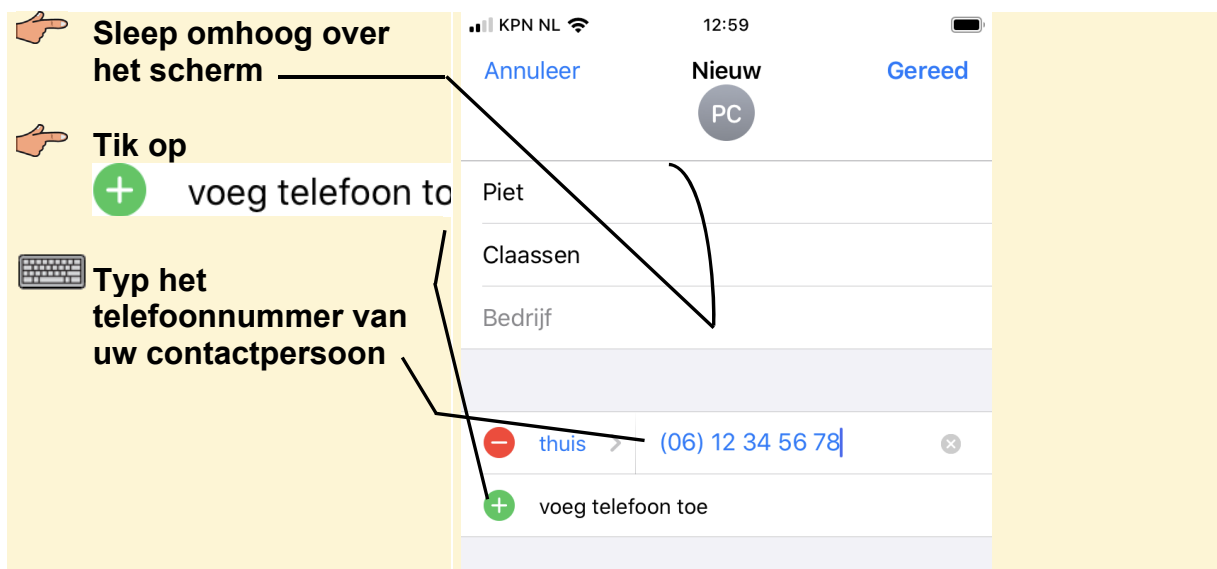 Sleep omhoog over
het scherm
Tik op
voeg telefoon to
Typ het
telefoonnummer van
uw contactpersoon
KPN NL 12:59
Annuleer Nieuw Gereed
PC
Piet
Claassen
Bedrijf
thuis (06) 12 34 56 78
voeg telefoon toe